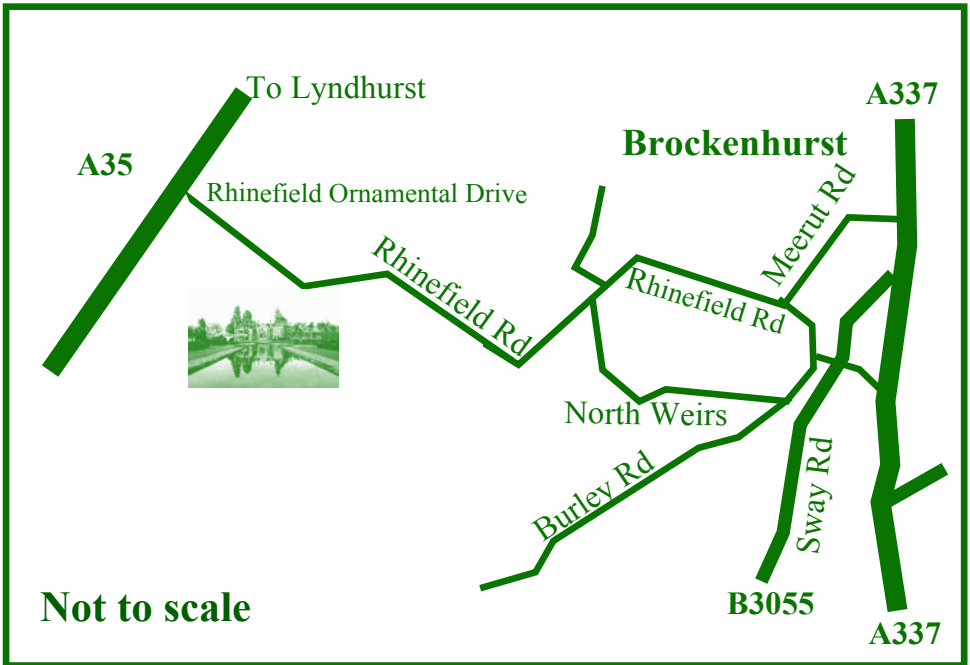 To Lyndhurst
A337
A35
Brockenhurst
Rhinefield Ornamental Drive
Meerut Rd
Rhinefield Rd
Rhinefield Rd
North Weirs
Burley Rd
Sway Rd
Not to scale
B3055
A337